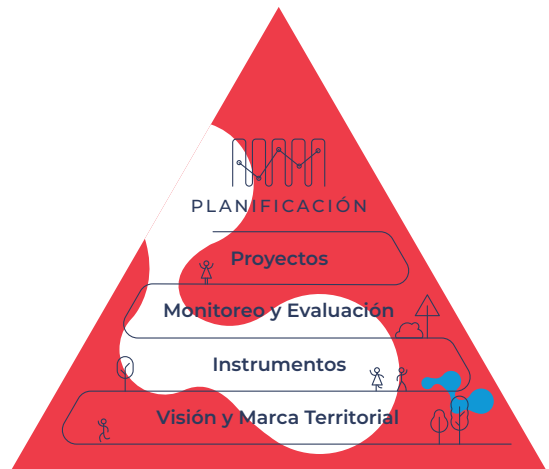 PLANIFICACIÓN
Proyectos
Monitoreo y Evaluación
Instrumentos
Visión y Marca Territorial